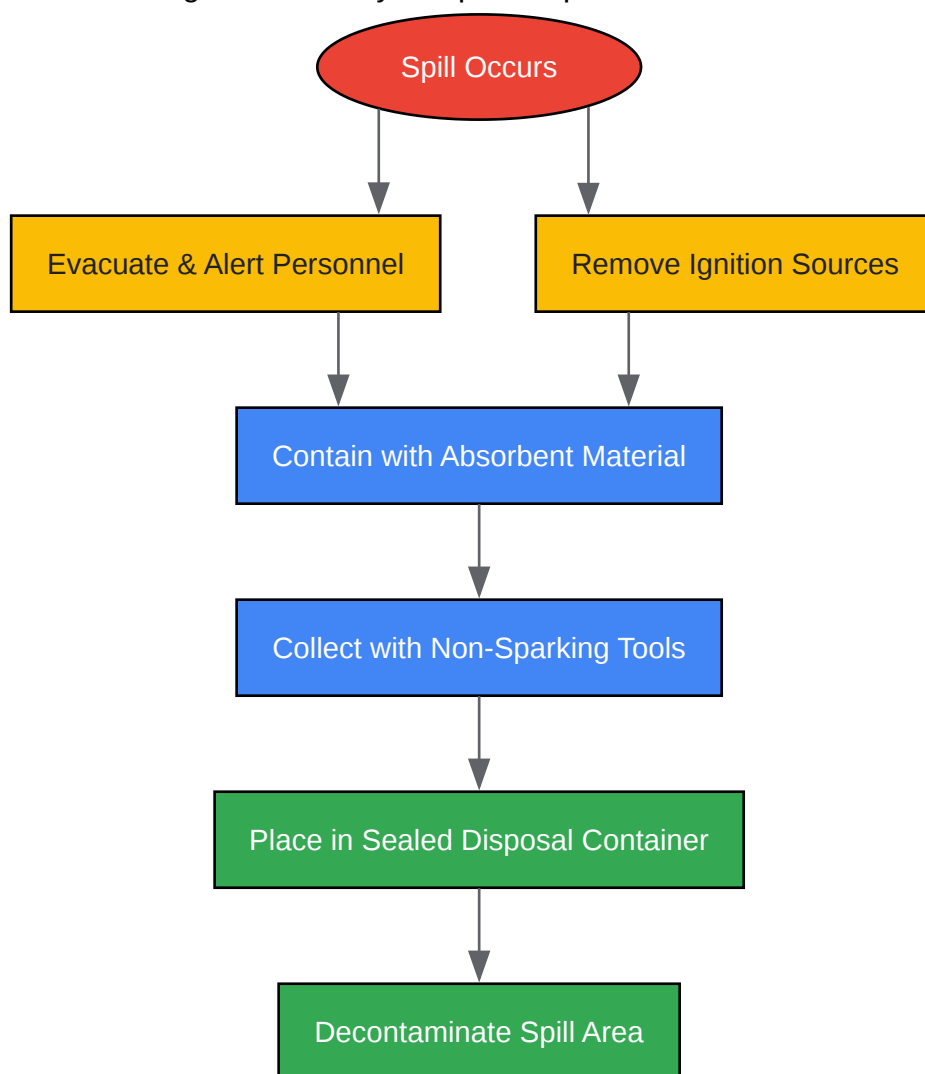 Spill Occurs
Evacuate & Alert Personnel
Remove Ignition Sources
Contain with Absorbent Material
Collect with Non-Sparking Tools
Place in Sealed Disposal Container
Decontaminate Spill Area